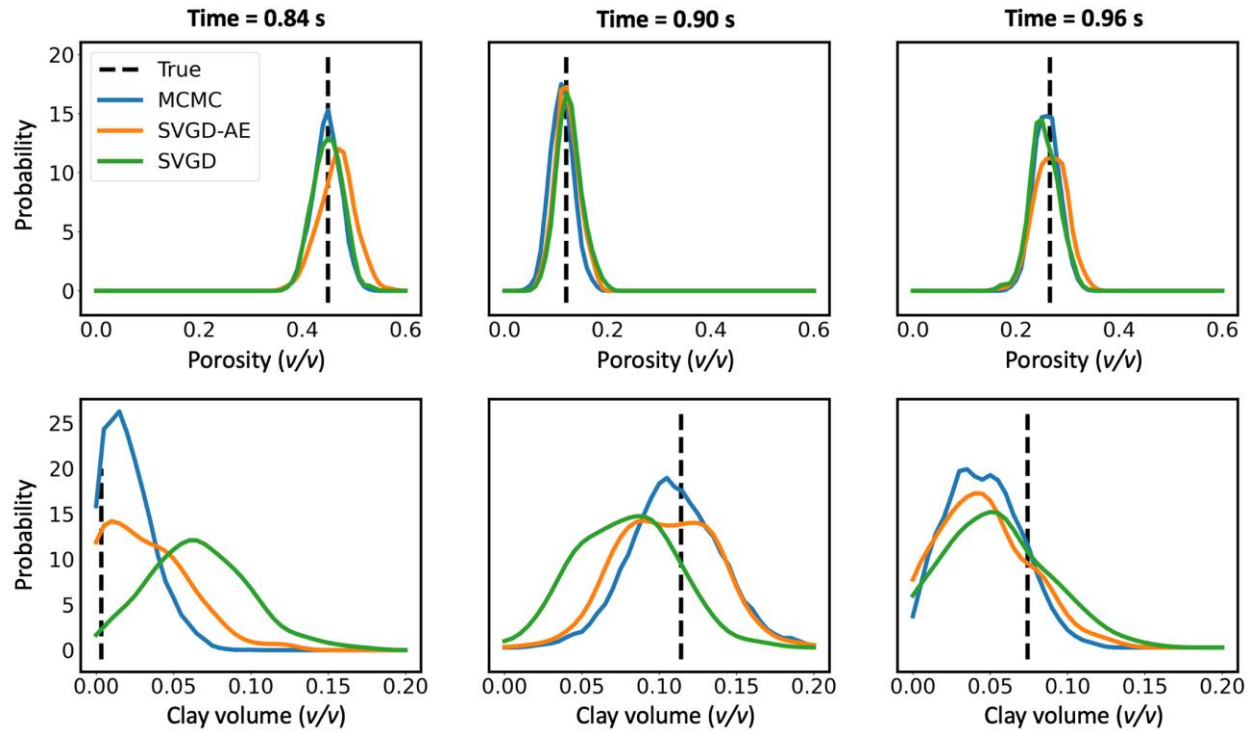 Time = 0.84 s
Time = 0.90 s
Time = 0.96 s
20
15
10
5
0
Probability
True
MCMC
SVGD-AE
SVGD
0.0 0.2 0.4 0.6
Porosity (v/v)
0.0 0.2 0.4 0.6
Porosity (v/v)
0.0 0.2 0.4 0.6
Porosity (v/v)
25
20
15
10
5
0
Probability
0.00 0.05 0.10 0.15 0.20
Clay volume (v/v)
0.00 0.05 0.10 0.15 0.20
Clay volume (v/v)
0.00 0.05 0.10 0.15 0.20
Clay volume (v/v)